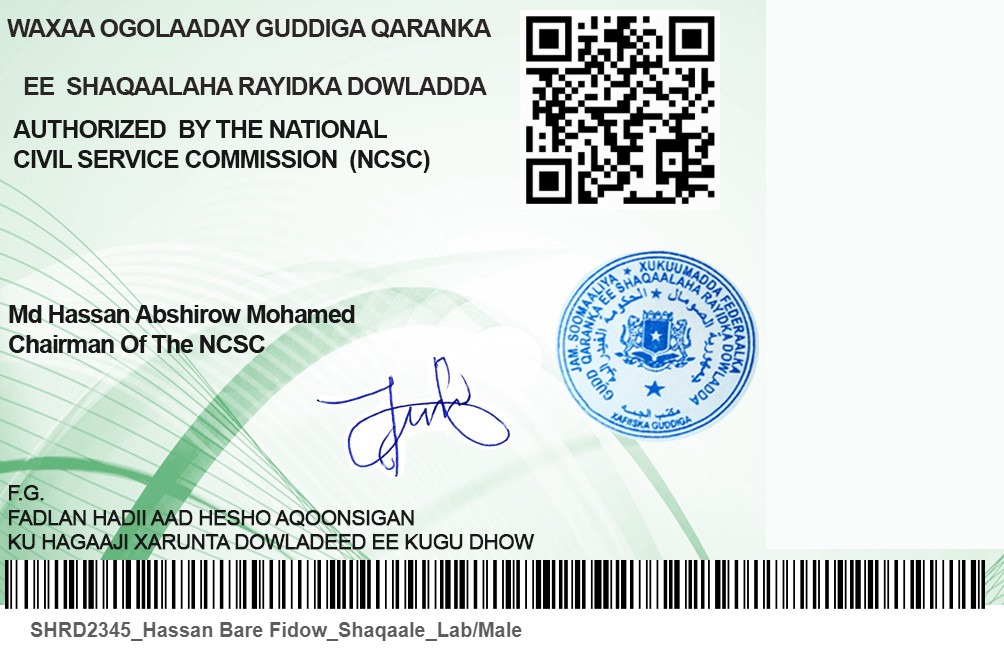 WAXAA OGOLAADAY GUDDIGA QARANKA
EE SHAQAALAHA RAYIDKA DOWLADDA
AUTHORIZED BY THE NATIONAL
CIVIL SERVICE COMMISSION (NCSC)
JAM. SOOMAALIYA ★ XUKUUMADDA FEDERAALKA
GUDD QARANKA EE SHAQAALAHA RAYIDKA DOWLADDA
XAFIISKA GUDDIGA
Md Hassan Abshirow Mohamed
Chairman Of The NCSC
F.G.
FADLAN HADII AAD HESHO AQOONSIGAN
KU HAGAAJI XARUNTA DOWLADEED EE KUGU DHOW
SHRD2345_Hassan Bare Fidow_Shaqaale_Lab/Male